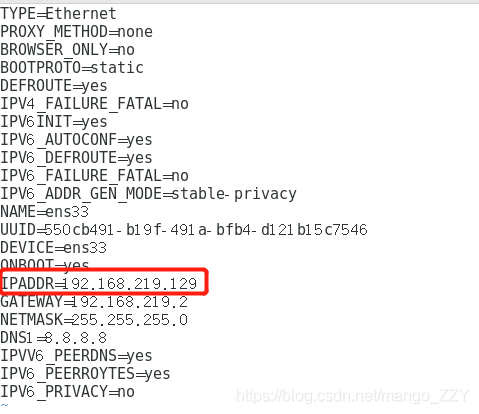 TYPE=Ethernet
PROXY_METHOD=none
BROWSER_ONLY=no
BOOTPROTO=static
DEFROUTE=yes
IPV4_FAILURE_FATAL=no
IPV6INIT=yes
IPV6_AUTOCONF=yes
IPV6_DEFROUTE=yes
IPV6_FAILURE_FATAL=no
IPV6_ADDR_GEN_MODE=stable-privacy
NAME=ens33
UUID=550cb491-b19f-491a-bfb4-d121b15c7546
DEVICE=ens33
ONBOOT=yes
IPADDR=192.168.219.129
GATEWAY=192.168.219.2
NETMASK=255.255.255.0
DNS1=8.8.8.8
IPVV6_PEERDNS=yes
IPV6_PEERROYTES=yes
IPV6_PRIVACY=no
~
https://blog.csdn.net/mango_ZZY